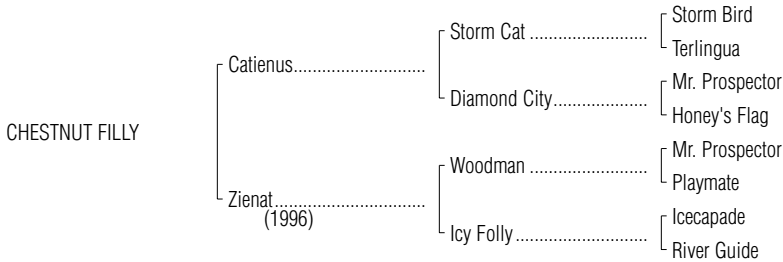 Storm Bird
Storm Cat ..........................
Terlingua
Catienus.............................
Mr. Prospector
Diamond City.....................
Honey's Flag
CHESTNUT FILLY
Mr. Prospector
Woodman ..........................
Playmate
Zienat.................................
(1996)
Icecapade
Icy Folly .............................
River Guide